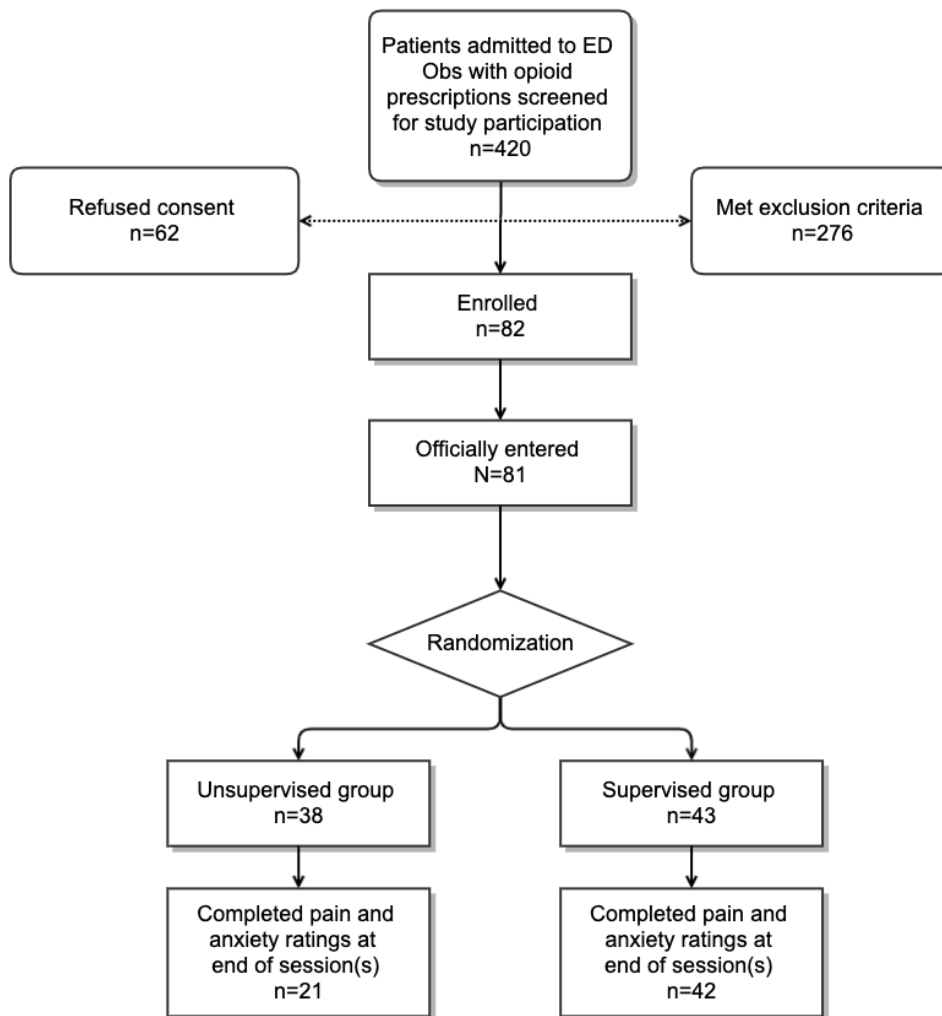 Patients admitted to ED
Obs with opioid
prescriptions screened
for study participation
n=420
Refused consent
n=62
Met exclusion criteria
n=276
Enrolled
n=82
Officially entered
N=81
Randomization
Unsupervised group
n=38
Supervised group
n=43
Completed pain and
anxiety ratings at
end of session(s)
n=21
Completed pain and
anxiety ratings at
end of session(s)
n=42